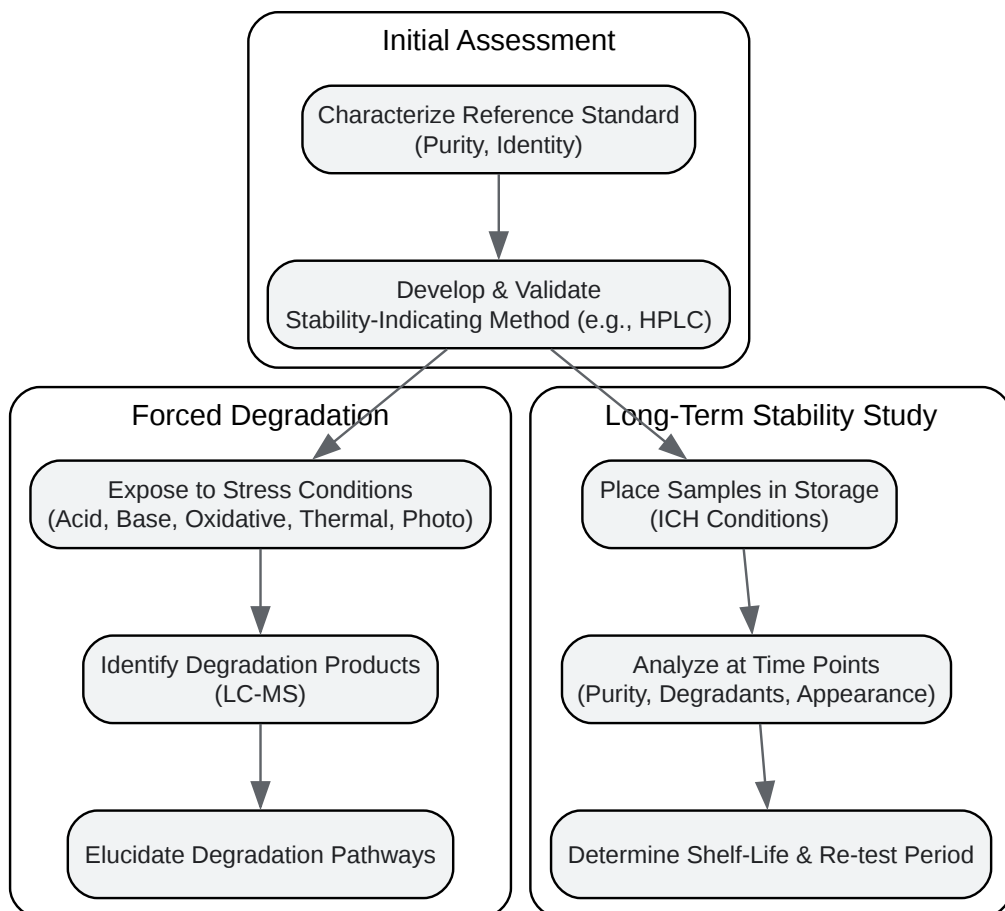 Initial Assessment
Characterize Reference Standard
(Purity, Identity)
Develop & Validate
Stability-Indicating Method (e.g., HPLC)
Forced Degradation
Expose to Stress Conditions
(Acid, Base, Oxidative, Thermal, Photo)
Identify Degradation Products
(LC-MS)
Elucidate Degradation Pathways
Long-Term Stability Study
Place Samples in Storage
(ICH Conditions)
Analyze at Time Points
(Purity, Degradants, Appearance)
Determine Shelf-Life & Re-test Period